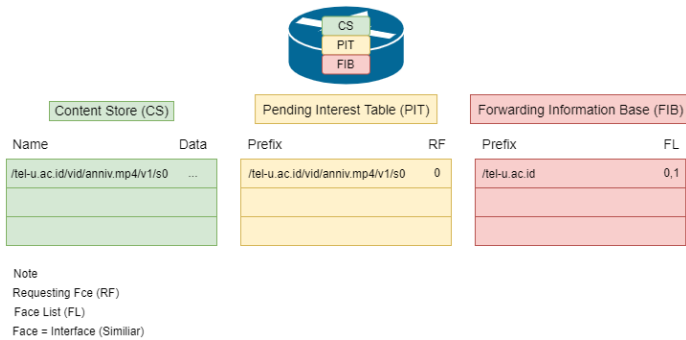 CS
PIT
FIB
Content Store (CS) Pending Interest Table (PIT) Forwarding Information Base (FIB)
Name Data Prefix RF Prefix FL
/tel-u.ac.id/vid/anniv.mp4/v1/s0 ... /tel-u.ac.id/vid/anniv.mp4/v1/s0 0 /tel-u.ac.id 0,1
Note
Requesting Fce (RF)
Face List (FL)
Face = Interface (Similiar)